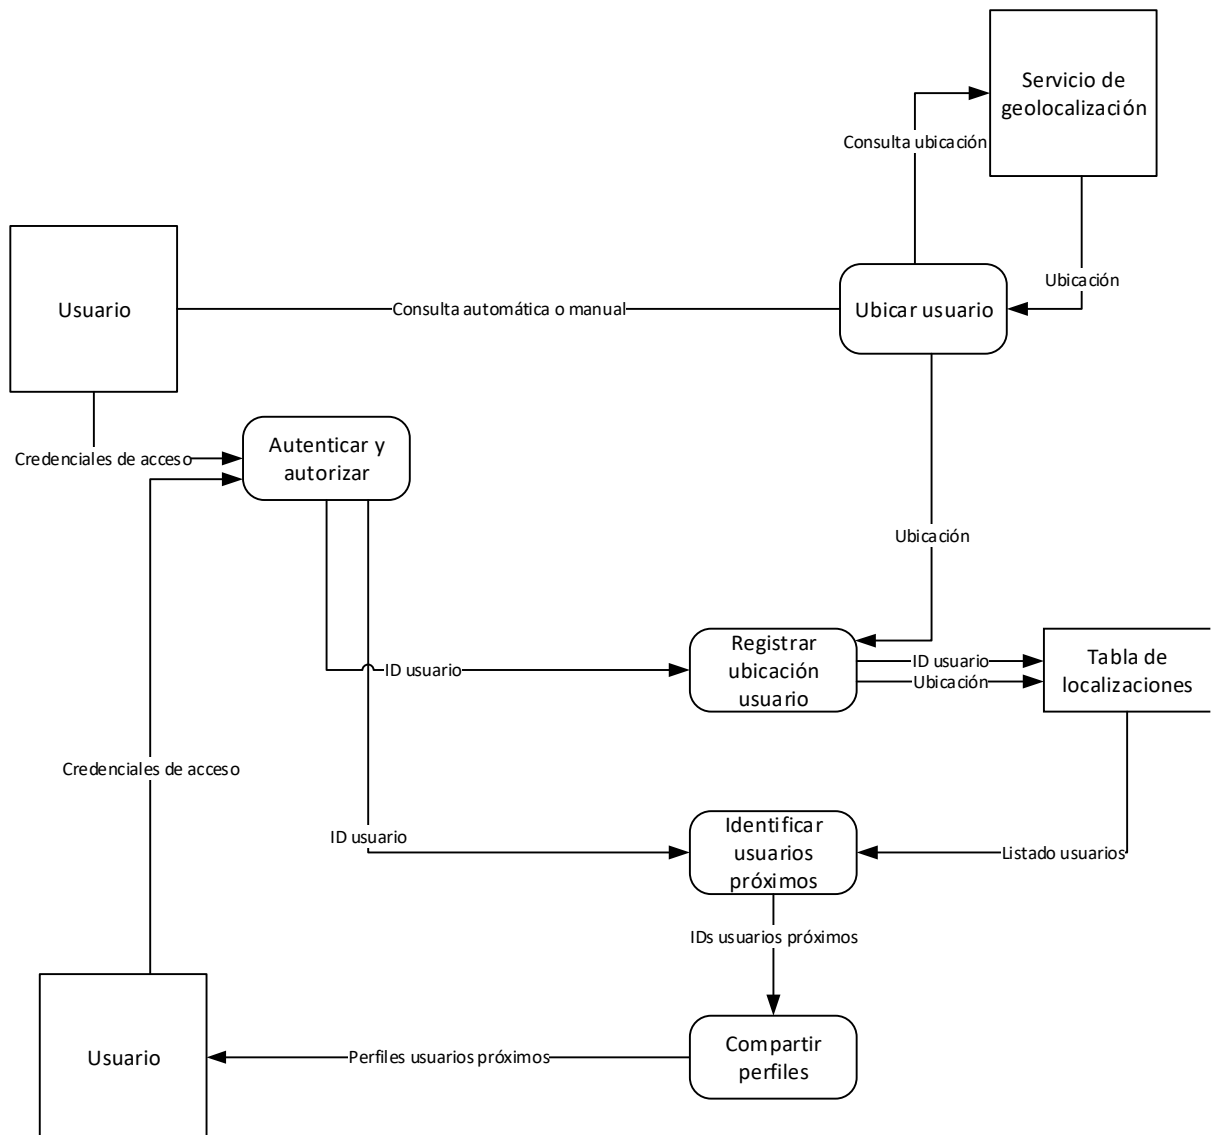 Servicio de
geolocalización
Consulta ubicación
Ubicación
Usuario
Consulta automática o manual
Ubicar usuario
Autenticar y
autorizar
Credenciales de acceso
Ubicación
Registrar
ubicación
usuario
ID usuario
ID usuario
Ubicación
Tabla de
localizaciones
Credenciales de acceso
ID usuario
Identificar
usuarios
próximos
Listado usuarios
IDs usuarios próximos
Usuario
Perfiles usuarios próximos
Compartir
perfiles